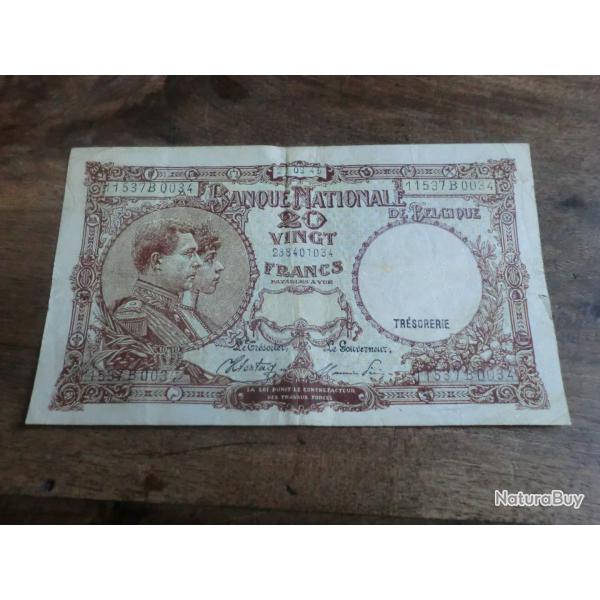 11537B0034
11537B0034
BANQUE NATIONALE
DE BELGIQUE
20
VINGT
288401034
FRANCS
PAYABLES A VUE
TRÉSORERIE
Le Trésorier, Le Gouverneur,
11537B0034
11537B0034
LA LOI PUNIT LE CONTREFACTEUR
DES TRAVAUX FORCÉS
NaturaBuy